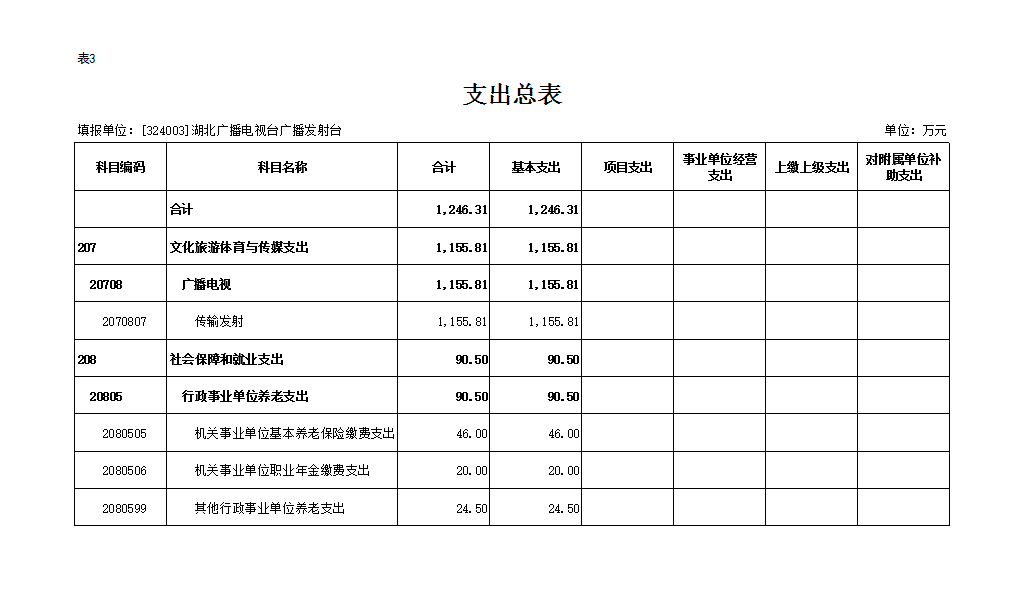 表3
支出总表
填报单位：[324003]湖北广播电视台广播发射台 单位：万元
科目编码 科目名称 合计 基本支出 项目支出 事业单位经营支出 上缴上级支出 对附属单位补助支出
合计 1,246.31 1,246.31
207 文化旅游体育与传媒支出 1,155.81 1,155.81
20708 广播电视 1,155.81 1,155.81
2070807 传输发射 1,155.81 1,155.81
208 社会保障和就业支出 90.50 90.50
20805 行政事业单位养老支出 90.50 90.50
2080505 机关事业单位基本养老保险缴费支出 46.00 46.00
2080506 机关事业单位职业年金缴费支出 20.00 20.00
2080599 其他行政事业单位养老支出 24.50 24.50